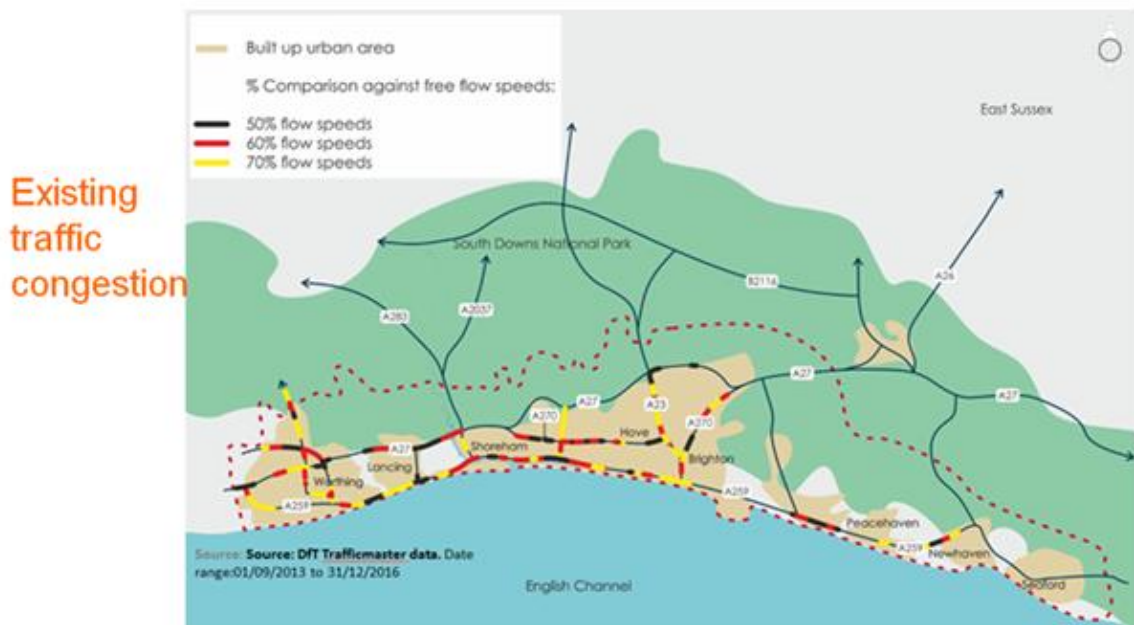 Existing
traffic
congestion
Built up urban area
% Comparison against free flow speeds:
50% flow speeds
60% flow speeds
70% flow speeds
East Sussex
South Downs National Park
B2116
A26
A283
A2037
A27
A27
A27
A270
A23
Hove
A270
Shoreham
A27
Lancing
Brighton
Worthing
A259
A259
Peacehaven
A259
Newhaven
Seaford
Source: Source: DfT Trafficmaster data. Date
range:01/09/2013 to 31/12/2016
English Channel